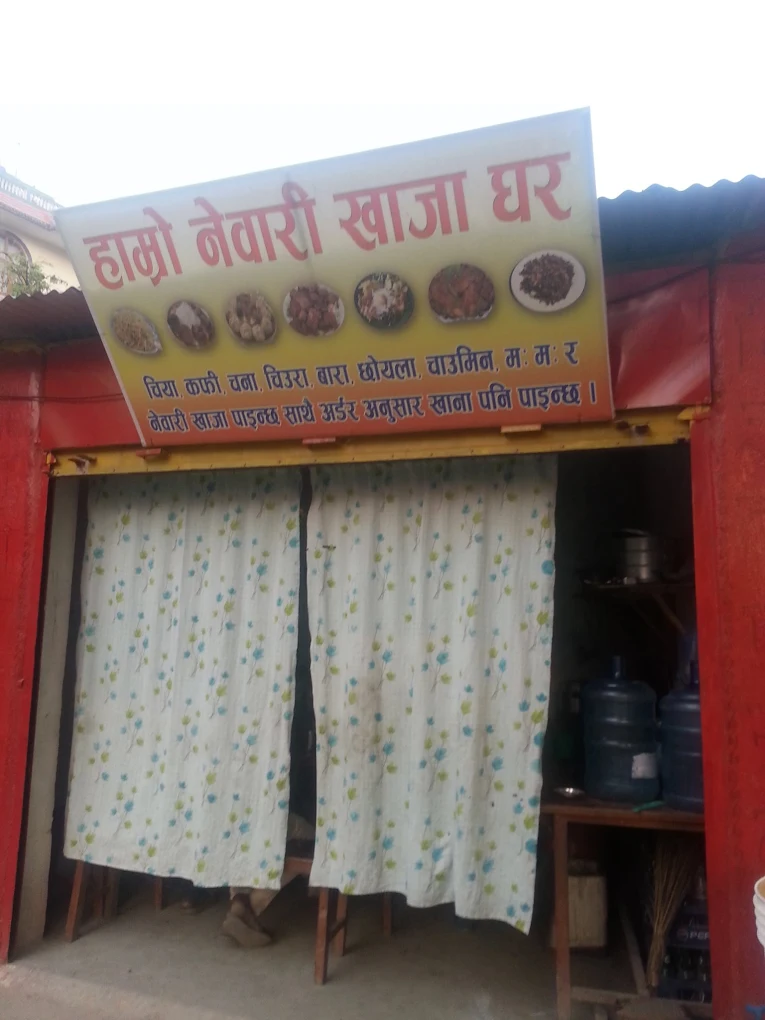 हाम्रो नेवारी खाजा घर
चिया, कफी, चना, चिउरा, बारा, छोयला, चाउमिन, म: म: र
नेवारी खाजा पाइन्छ साथै अर्डर अनुसार खाना पनि पाइन्छ ।